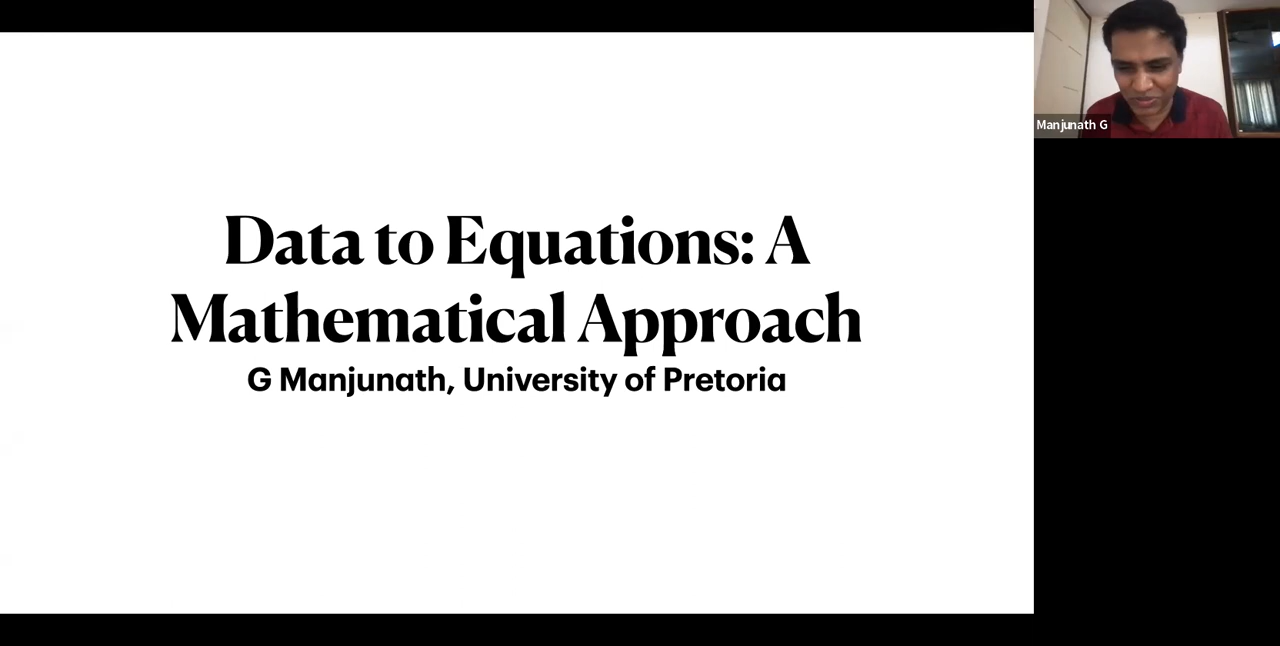 Data to Equations: A
Mathematical Approach
G Manjunath, University of Pretoria
Manjunath G